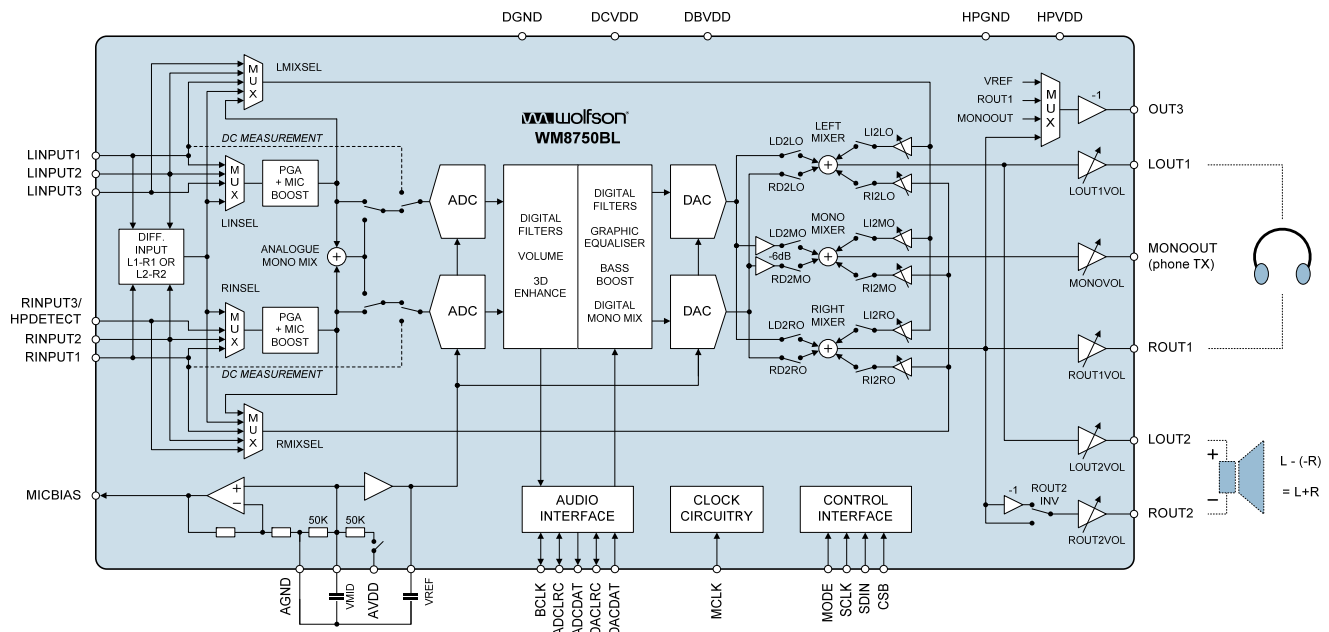 DGND
DCVDD
DBVDD
HPGND
HPVDD
MUX
LMIXSEL
VREF
ROUT1
MONOOUT
MUX
-1
OUT3
wolfson
WM8750BL
DC MEASUREMENT
LINPUT1
LINPUT2
LINPUT3
MUX
LINSEL
PGA
+ MIC
BOOST
ADC
DIGITAL
FILTERS
VOLUME
3D
ENHANCE
DIGITAL
FILTERS
GRAPHIC
EQUALISER
BASS
BOOST
DIGITAL
MONO MIX
DAC
LEFT
MIXER
LD2LO
LI2LO
RD2LO
RI2LO
LOUT1
LOUT1VOL
DIFF.
INPUT
L1-R1 OR
L2-R2
ANALOGUE
MONO MIX
LD2MO
MONO
MIXER
LI2MO
-6dB
RD2MO
RI2MO
MONOOUT
(phone TX)
MONOVOL
RINPUT3/
HPDETECT
RINPUT2
RINPUT1
RINSEL
MUX
PGA
+ MIC
BOOST
ADC
DAC
LD2RO
RIGHT
MIXER
LI2RO
RD2RO
RI2RO
ROUT1
ROUT1VOL
DC MEASUREMENT
MUX
RMIXSEL
LOUT2
LOUT2VOL
+
−
L - (-R)
= L+R
MICBIAS
+
−
50K
50K
AUDIO
INTERFACE
CLOCK
CIRCUITRY
CONTROL
INTERFACE
-1
ROUT2
INV
ROUT2
ROUT2VOL
AGND
VMID
AVDD
VREF
BCLK
ADCLRC
ADCDAT
DACLRC
DACDAT
MCLK
MODE
SCLK
SDIN
CSB